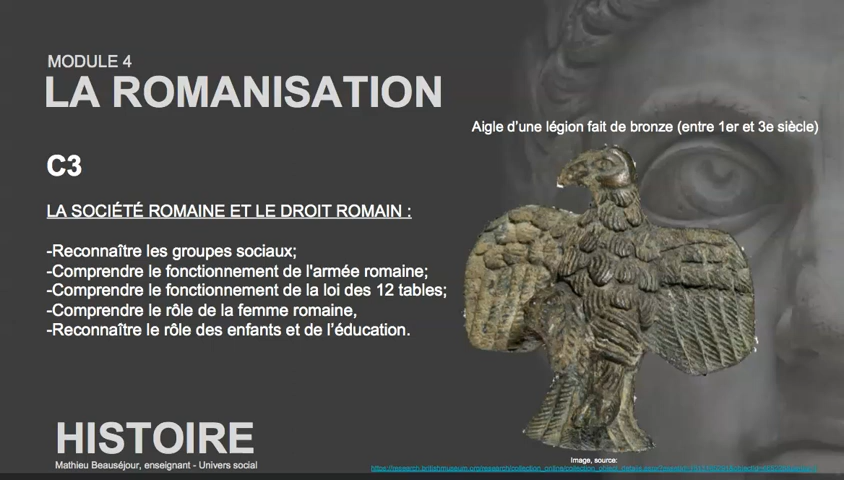 MODULE 4
LA ROMANISATION
Aigle d'une légion fait de bronze (entre 1er et 3e siècle)
C3
LA SOCIÉTÉ ROMAINE ET LE DROIT ROMAIN :
-Reconnaître les groupes sociaux;
-Comprendre le fonctionnement de l'armée romaine;
-Comprendre le fonctionnement de la loi des 12 tables;
-Comprendre le rôle de la femme romaine,
-Reconnaître le rôle des enfants et de l'éducation.
HISTOIRE
Mathieu Beauséjour, enseignant - Univers social
Image, source: